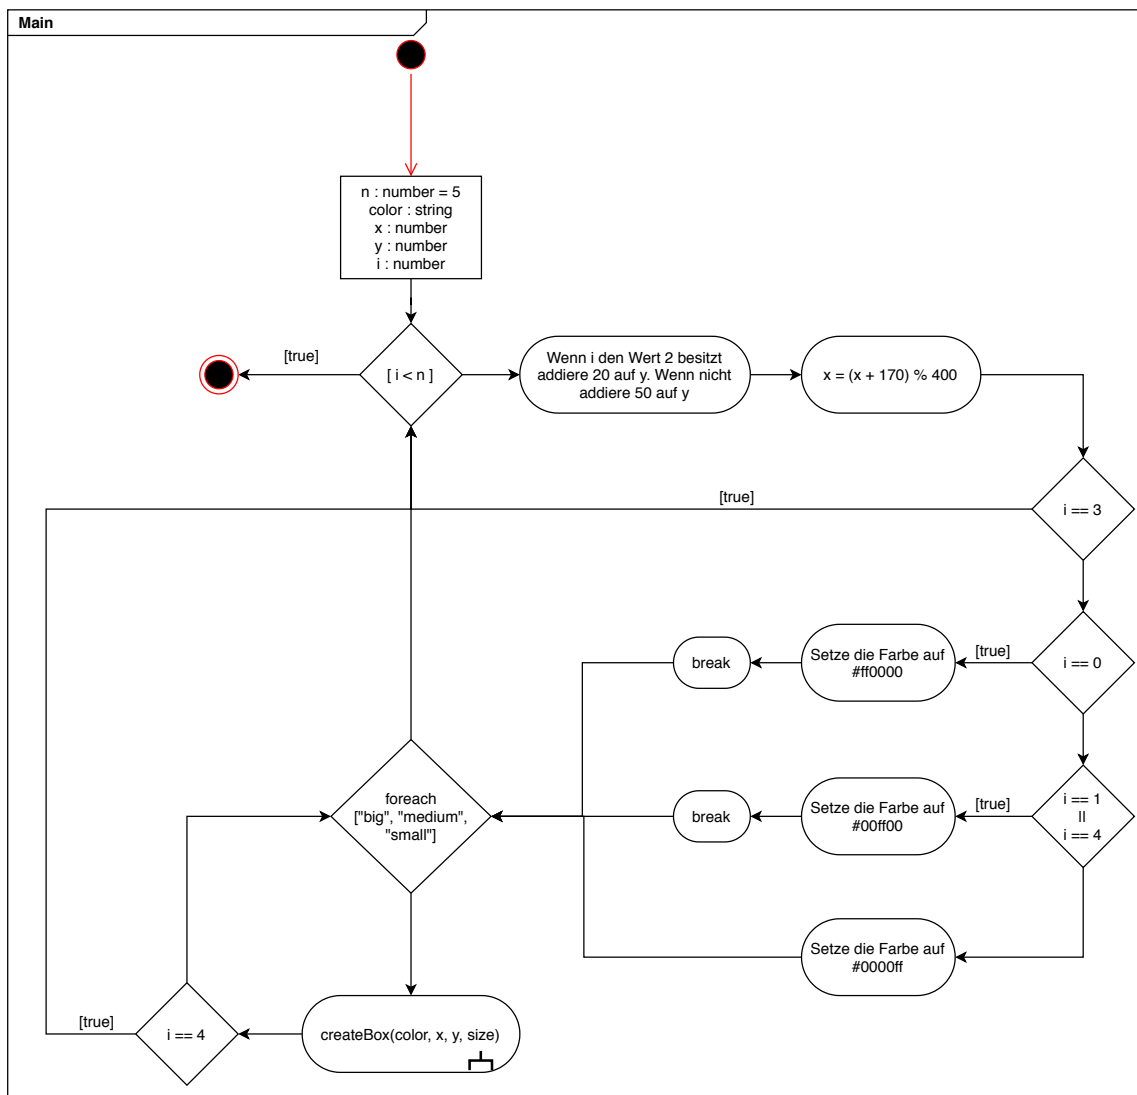 Main
n : number = 5
color : string
x : number
y : number
i : number
[true]
[ i < n ]
Wenn i den Wert 2 besitzt
addiere 20 auf y. Wenn nicht
addiere 50 auf y
x = (x + 170) % 400
[true]
i == 3
break
Setze die Farbe auf
#ff0000
[true]
i == 0
foreach
["big", "medium",
"small"]
break
Setze die Farbe auf
#00ff00
[true]
i == 1
||
i == 4
Setze die Farbe auf
#0000ff
[true]
i == 4
createBox(color, x, y, size)